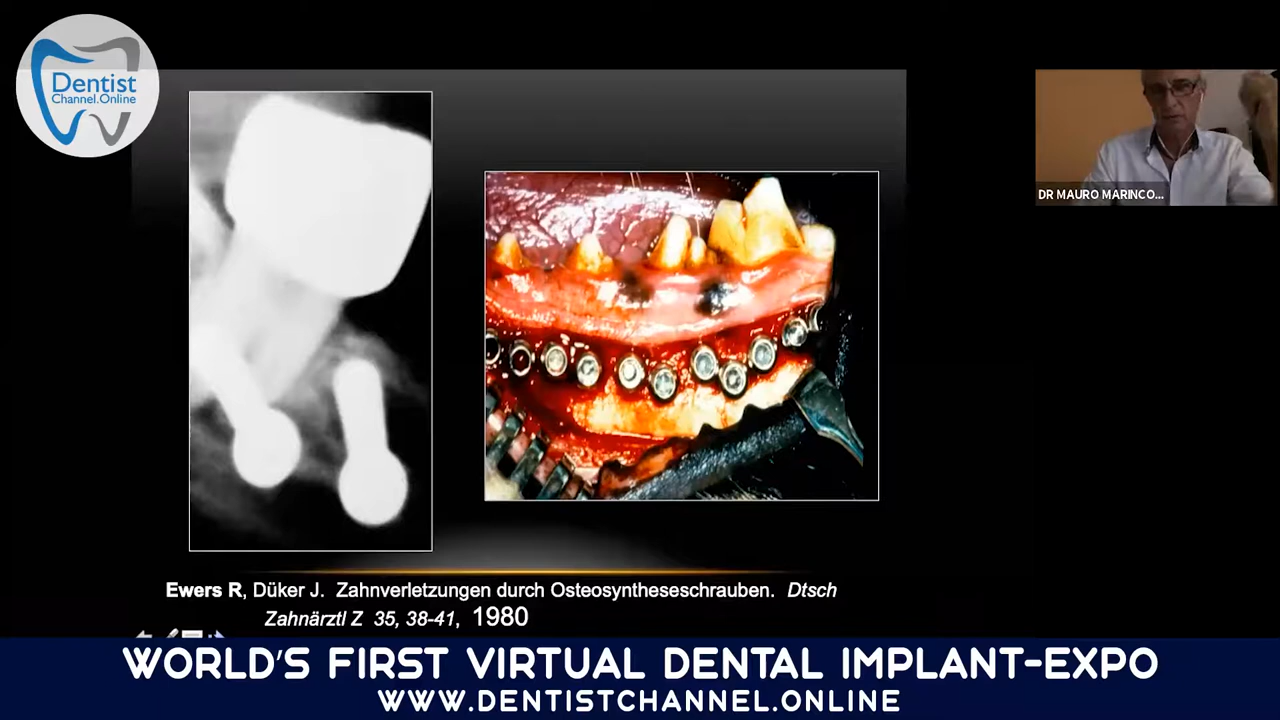 Dentist
Channel.Online
DR MAURO MARINCO...
Ewers R, Düker J. Zahnverletzungen durch Osteosyntheseschrauben. Dtsch
Zahnärztl Z 35, 38-41, 1980
WORLD'S FIRST VIRTUAL DENTAL IMPLANT-EXPO
WWW.DENTISTCHANNEL.ONLINE